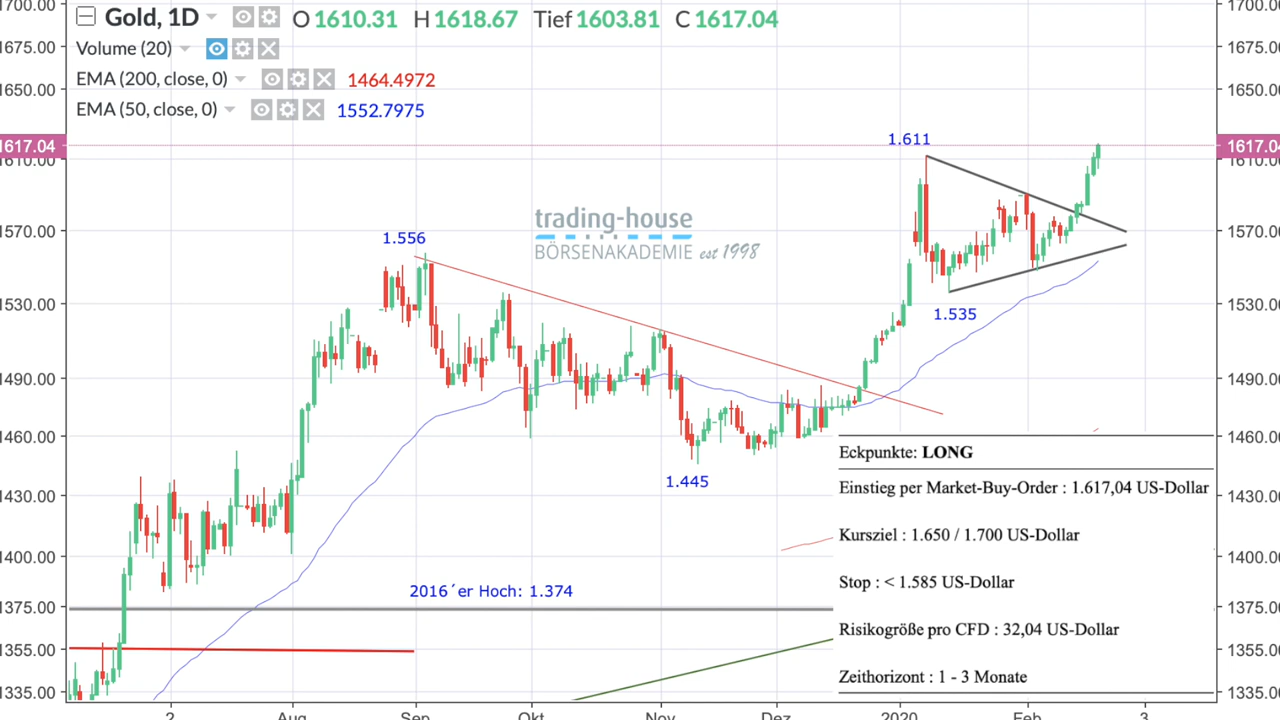 1700.00 1700.00
Gold, 1D O 1610.31 H 1618.67 Tief 1603.81 C 1617.04
Volume (20)
1675.00 1675.00
EMA (200, close, 0) 1464.4972
1650.00 1650.00
EMA (50, close, 0) 1552.7975
1.611
1617.04 1617.04
1610.00 1610.00
trading-house
BÖRSENAKADEMIE est 1998
1.556
1570.00 1570.00
1530.00 1530.00
1.535
1490.00 1490.00
1460.00 1460.00
Eckpunkte: LONG
1.445
Einstieg per Market-Buy-Order : 1.617,04 US-Dollar
1430.00 1430.00
Kursziel : 1.650 / 1.700 US-Dollar
1400.00 1400.00
Stop : < 1.585 US-Dollar
2016´er Hoch: 1.374
1375.00 1375.00
Risikogröße pro CFD : 32,04 US-Dollar
1355.00 1355.00
Zeithorizont : 1 - 3 Monate
1335.00 1335.00
2 Aug Sep Okt Nov Dez 2020 Feb 3